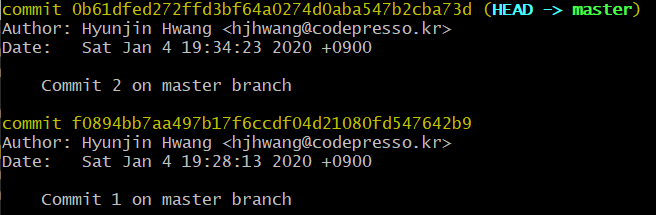 commit 0b61dfed272ffd3bf64a0274d0aba547b2cba73d (HEAD -> master)
Author: Hyunjin Hwang <hjhwang@codepresso.kr>
Date:   Sat Jan 4 19:34:23 2020 +0900
    Commit 2 on master branch
commit f0894bb7aa497b17f6ccdf04d21080fd547642b9
Author: Hyunjin Hwang <hjhwang@codepresso.kr>
Date:   Sat Jan 4 19:28:13 2020 +0900
    Commit 1 on master branch